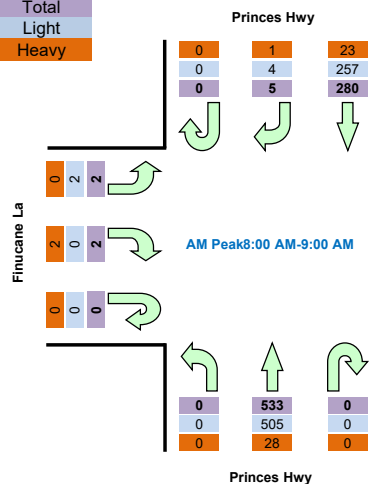 Total
Light
Heavy
Princes Hwy
0 1 23
0 4 257
0 5 280
0 2 2
Finucane La
2 0 2
AM Peak8:00 AM-9:00 AM
0 0 0
0 533 0
0 505 0
0 28 0
Princes Hwy